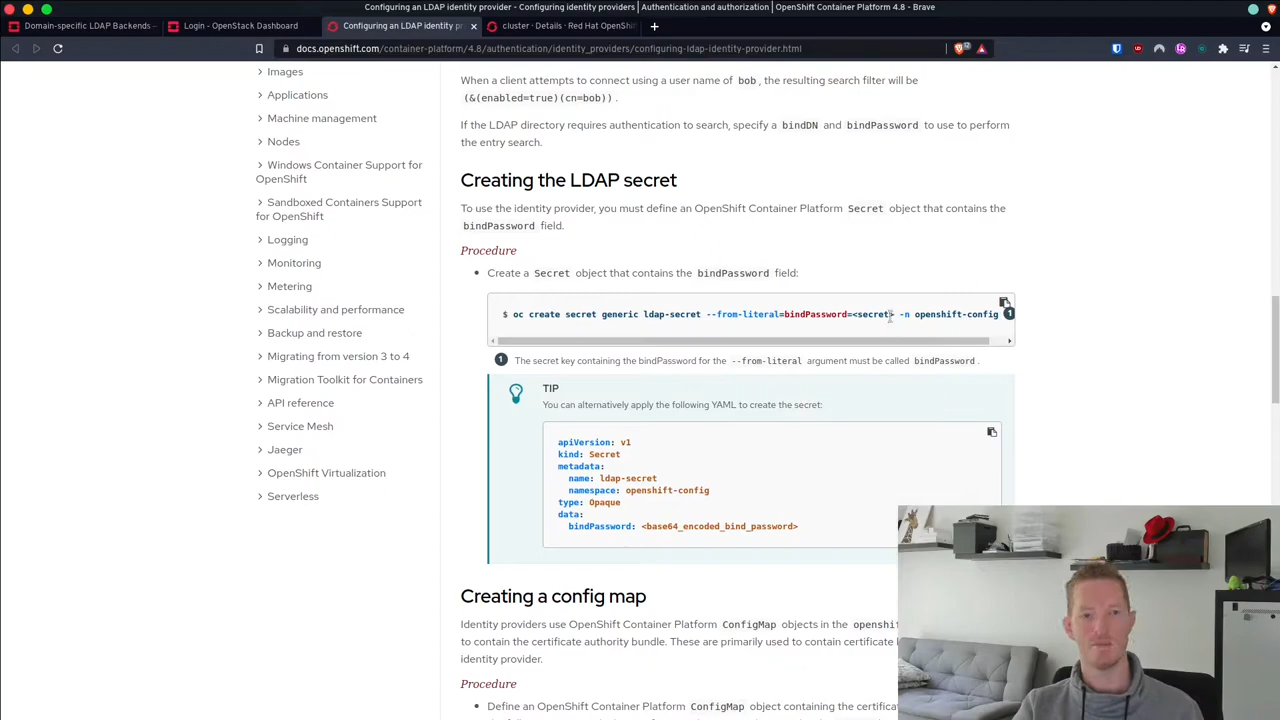 Configuring an LDAP identity provider - Configuring identity providers | Authentication and authorization | OpenShift Container Platform 4.8 - Brave
Domain-specific LDAP Backends
Login - OpenStack Dashboard
Configuring an LDAP identity pr
cluster · Details · Red Hat OpenShi
docs.openshift.com/container-platform/4.8/authentication/identity_providers/configuring-ldap-identity-provider.html
Images
Applications
Machine management
Nodes
Windows Container Support for
OpenShift
Sandboxed Containers Support
for OpenShift
Logging
Monitoring
Metering
Scalability and performance
Backup and restore
Migrating from version 3 to 4
Migration Toolkit for Containers
API reference
Service Mesh
Jaeger
OpenShift Virtualization
Serverless
When a client attempts to connect using a user name of bob, the resulting search filter will be
(&(enabled=true)(cn=bob)).
If the LDAP directory requires authentication to search, specify a bindDN and bindPassword to use to perform
the entry search.
Creating the LDAP secret
To use the identity provider, you must define an OpenShift Container Platform Secret object that contains the
bindPassword field.
Procedure
Create a Secret object that contains the bindPassword field:
$ oc create secret generic ldap-secret --from-literal=bindPassword=<secret> -n openshift-config 1
1 The secret key containing the bindPassword for the --from-literal argument must be called bindPassword.
TIP
You can alternatively apply the following YAML to create the secret:
apiVersion: v1
kind: Secret
metadata:
name: ldap-secret
namespace: openshift-config
type: Opaque
data:
bindPassword: <base64_encoded_bind_password>
Creating a config map
Identity providers use OpenShift Container Platform ConfigMap objects in the openshi
to contain the certificate authority bundle. These are primarily used to contain certificate b
identity provider.
Procedure
Define an OpenShift Container Platform ConfigMap object containing the certifica